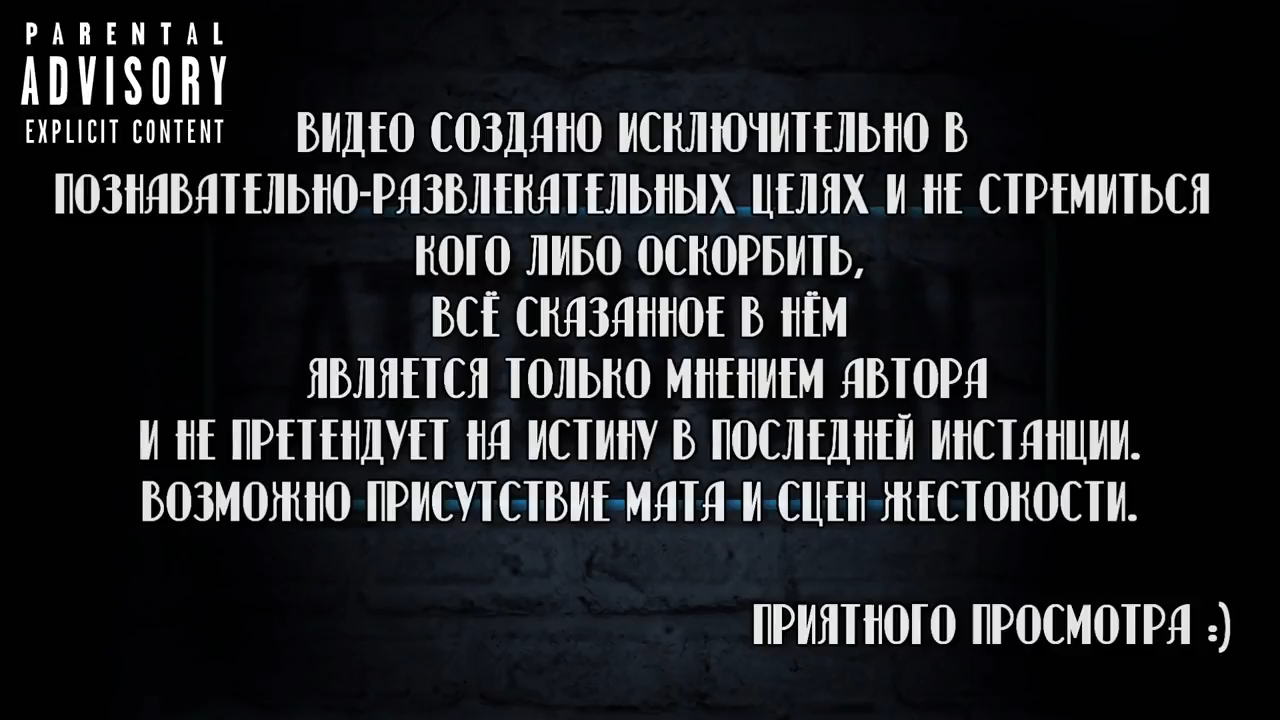 PARENTAL
ADVISORY
EXPLICIT CONTENT
ВИДЕО СОЗДАНО ИСКЛЮЧИТЕЛЬНО В
ПОЗНАВАТЕЛЬНО-РАЗВЛЕКАТЕЛЬНЫХ ЦЕЛЯХ И НЕ СТРЕМИТЬСЯ
КОГО ЛИБО ОСКОРБИТЬ,
ВСЁ СКАЗАННОЕ В НЁМ
ЯВЛЯЕТСЯ ТОЛЬКО МНЕНИЕМ АВТОРА
И НЕ ПРЕТЕНДУЕТ НА ИСТИНУ В ПОСЛЕДНЕЙ ИНСТАНЦИИ.
ВОЗМОЖНО ПРИСУТСТВИЕ МАТА И СЦЕН ЖЕСТОКОСТИ.
ПРИЯТНОГО ПРОСМОТРА :)